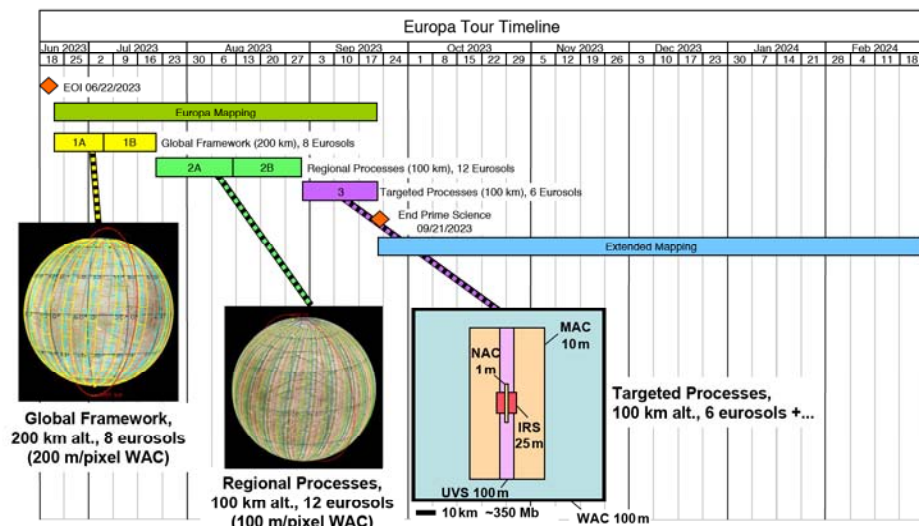 Europa Tour Timeline
Jun 2023 Jul 2023 Aug 2023 Sep 2023 Oct 2023 Nov 2023 Dec 2023 Jan 2024 Feb 2024
18 25 2 9 16 23 30 6 13 20 27 3 10 17 24 1 8 15 22 29 5 12 19 26 3 10 17 23 30 7 14 21 28 4 11 18
EOI 06/22/2023
Europa Mapping
1A 1B Global Framework (200 km), 8 Eurosols
2A 2B Regional Processes (100 km), 12 Eurosols
3 Targeted Processes (100 km), 6 Eurosols
End Prime Science
09/21/2023
Extended Mapping
Global Framework,
200 km alt., 8 eurosols
(200 m/pixel WAC)
Regional Processes,
100 km alt., 12 eurosols
(100 m/pixel WAC)
MAC
10 m
NAC
1 m
IRS
25 m
UVS 100 m
WAC 100 m
10 km ~350 Mb
Targeted Processes,
100 km alt., 6 eurosols +...